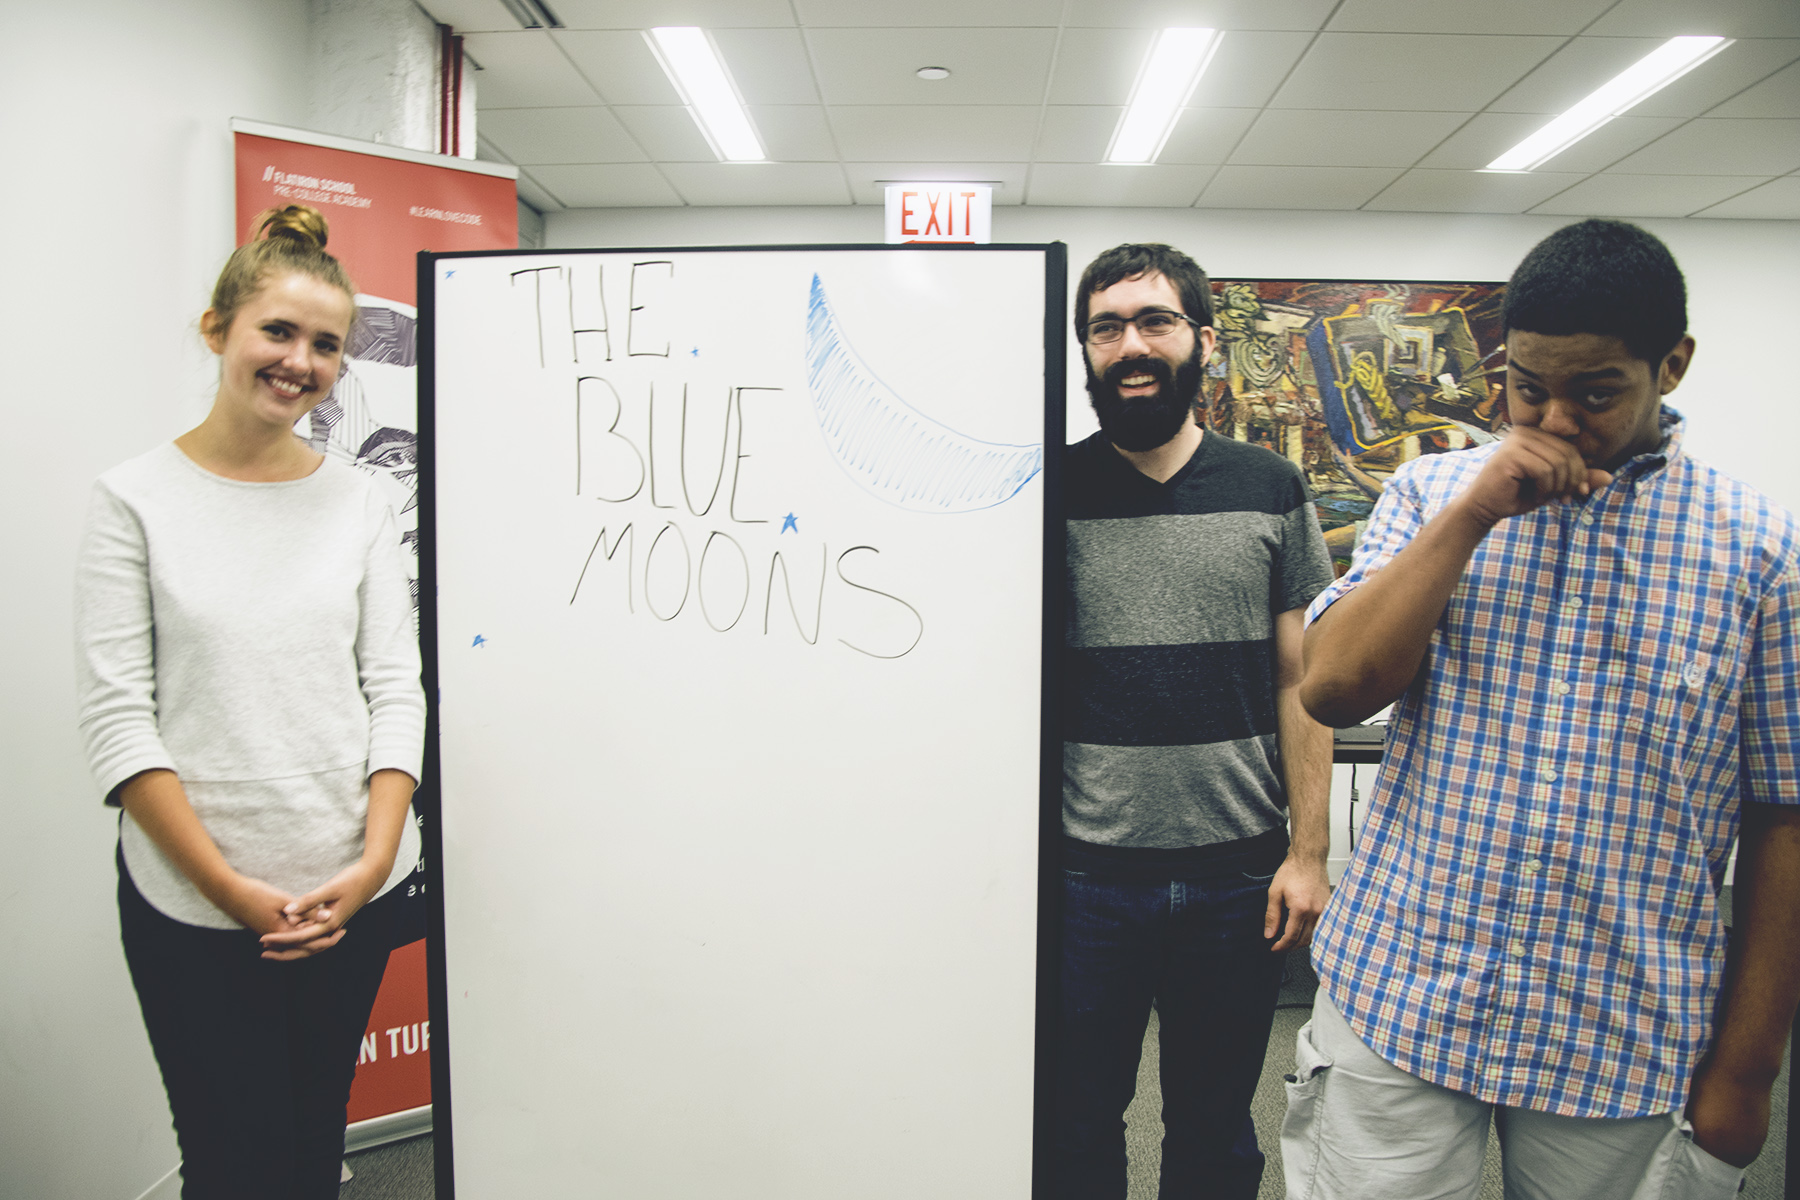 // FLATIRON SCHOOL
PRE-COLLEGE ACADEMY
#LEARNLOVECODE
EXIT
THE
BLUE
MOONS